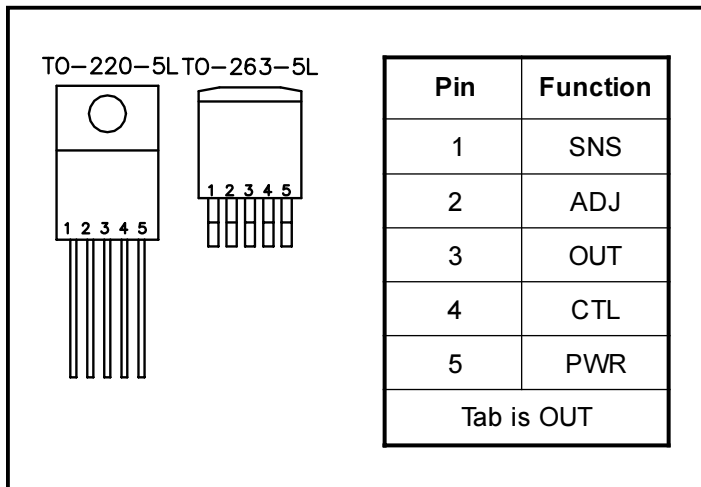 TO-220-5L TO-263-5L
1 2 3 4 5
1 2 3 4 5
Pin Function
1 SNS
2 ADJ
3 OUT
4 CTL
5 PWR
Tab is OUT